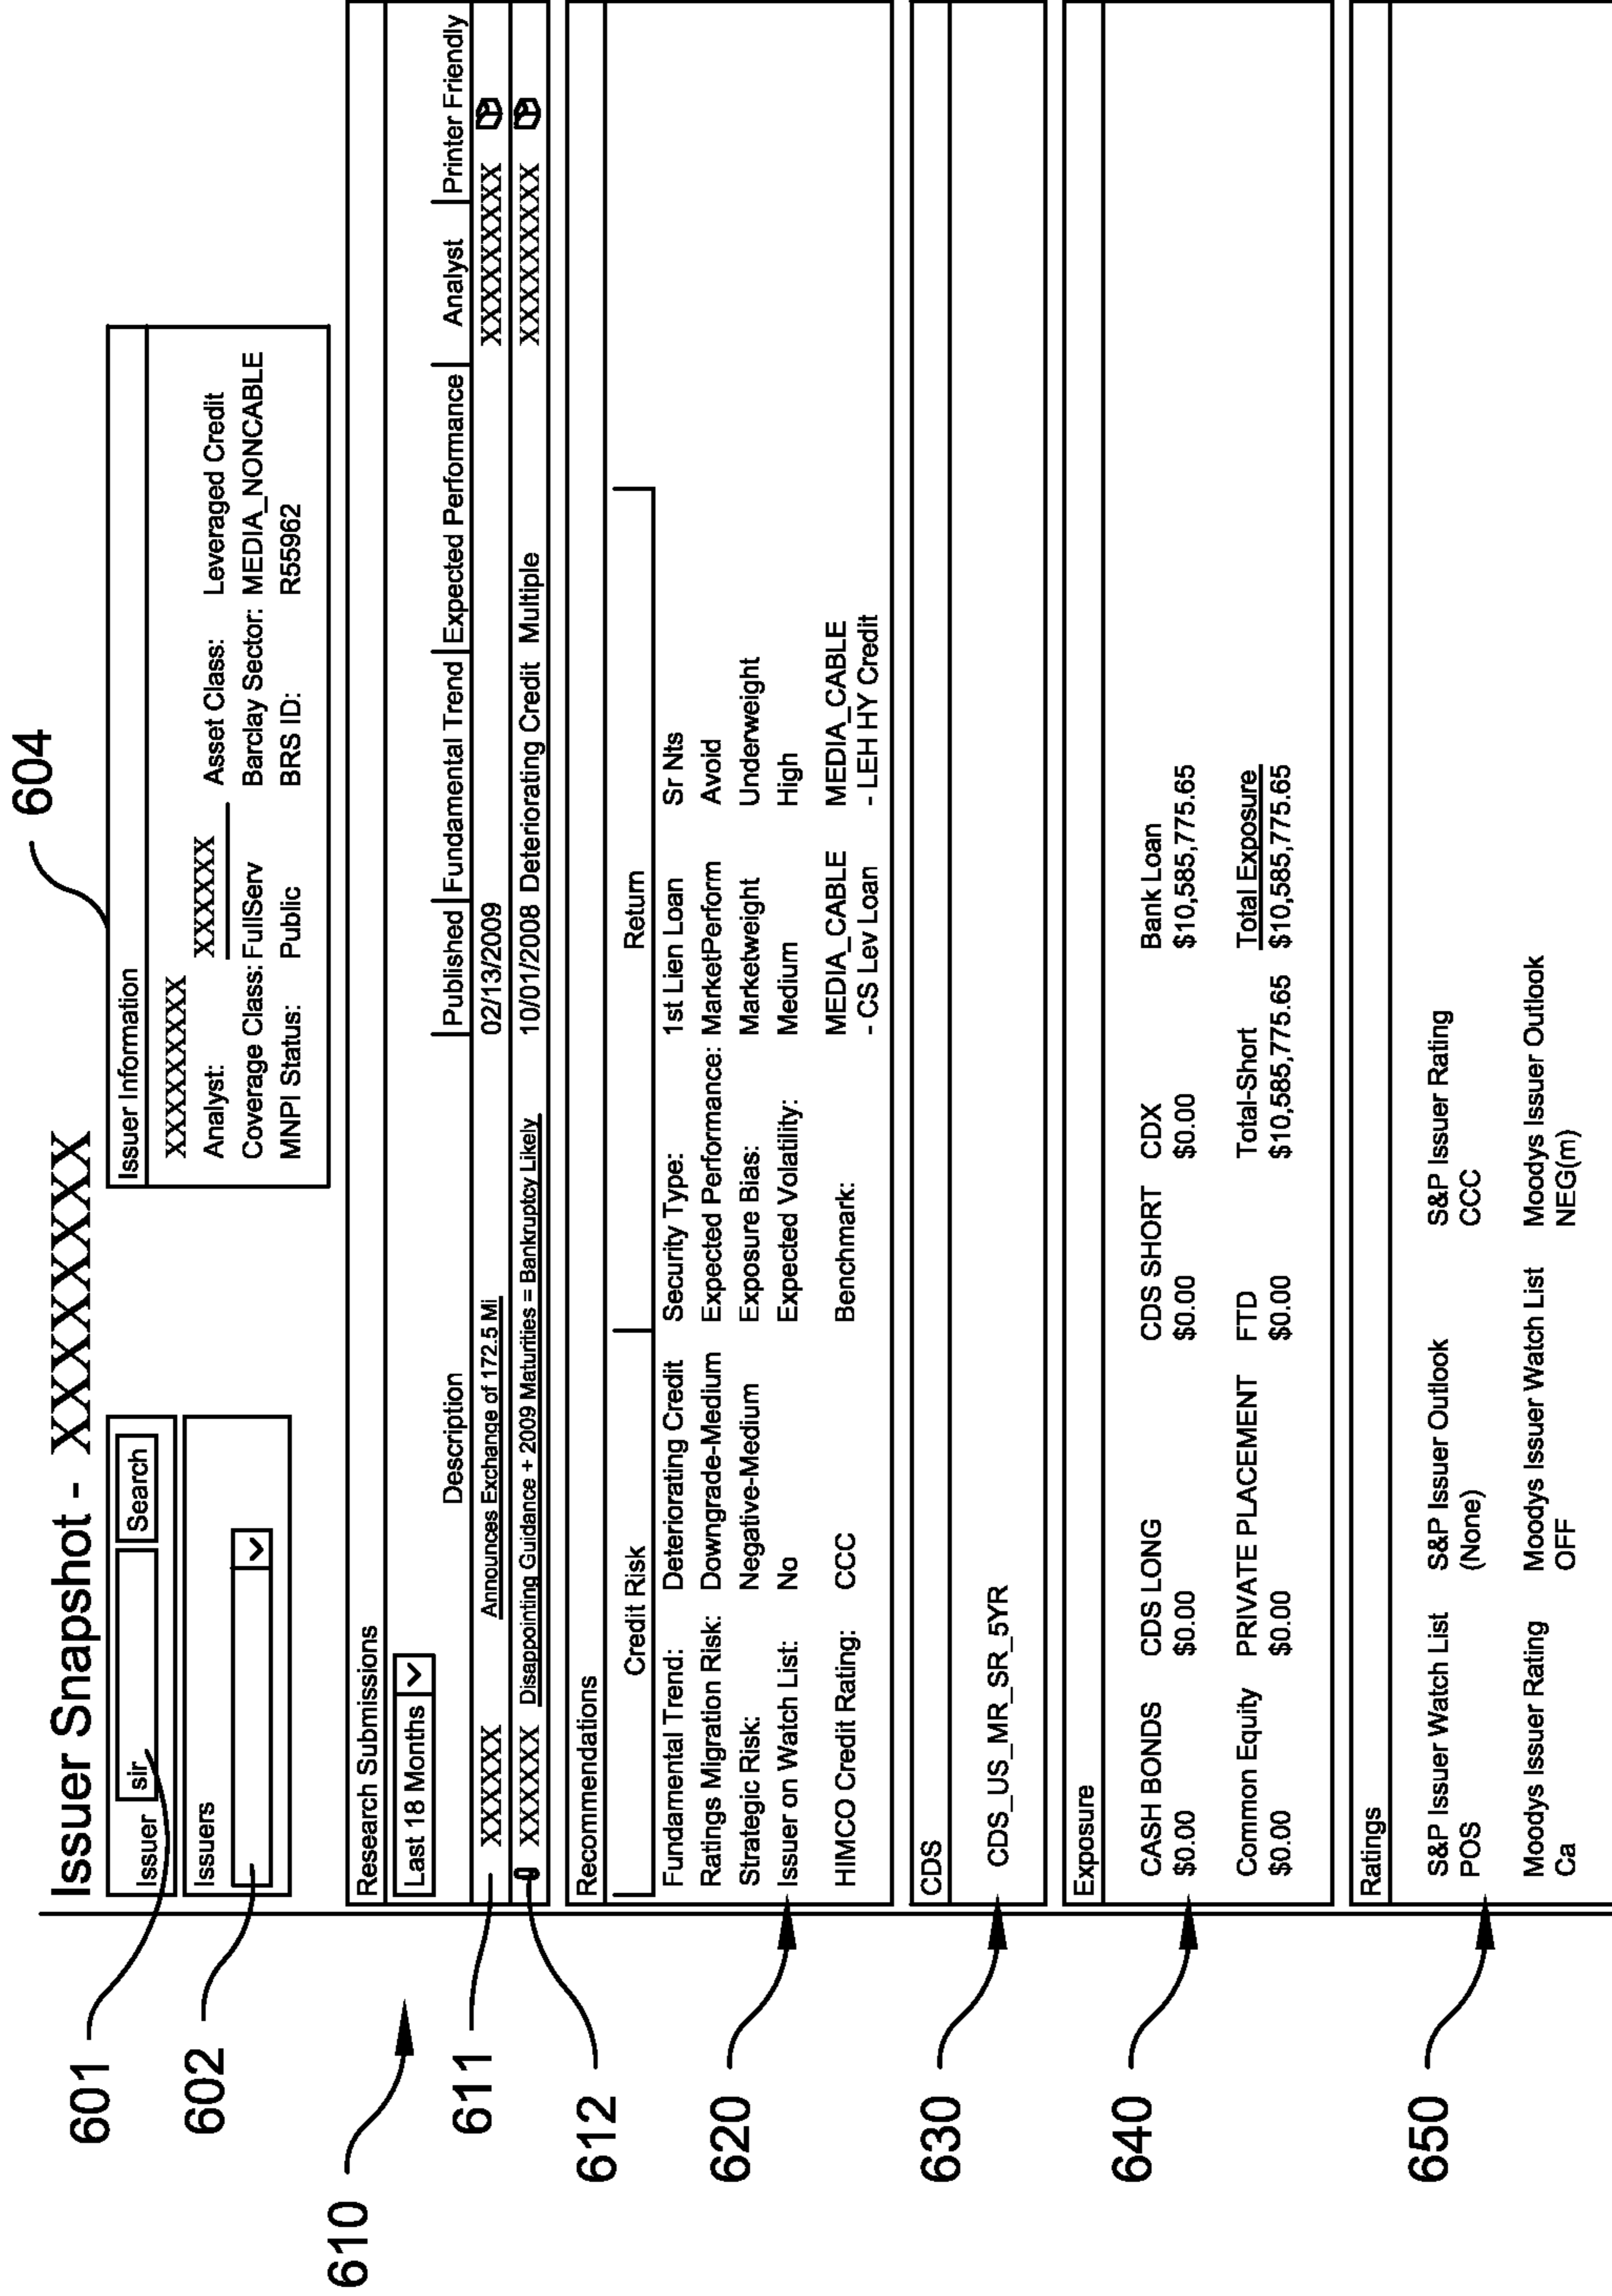 604
Issuer Snapshot - XXXXXXXXX
601
Issuer sir Search
602
Issuers
Issuer Information
XXXXXXXXX
Analyst: XXXXXX Asset Class: Leveraged Credit
Coverage Class: FullServ Barclay Sector: MEDIA_NONCABLE
MNPI Status: Public BRS ID: R55962
610
Research Submissions
Last 18 Months
Description Published Fundamental Trend Expected Performance Analyst Printer Friendly
611
XXXXXX Announces Exchange of 172.5 Mi 02/13/2009 XXXXXXXXX
612
XXXXXX Disappointing Guidance + 2009 Maturities = Bankruptcy Likely 10/01/2008 Deteriorating Credit Multiple XXXXXXXXX
620
Recommendations
Credit Risk Return
Fundamental Trend: Deteriorating Credit Security Type: 1st Lien Loan Sr Nts
Ratings Migration Risk: Downgrade-Medium Expected Performance: MarketPerform Avoid
Strategic Risk: Negative-Medium Exposure Bias: Marketweight Underweight
Issuer on Watch List: No Expected Volatility: Medium High
HIMCO Credit Rating: CCC Benchmark: MEDIA_CABLE MEDIA_CABLE
- CS Lev Loan - LEH HY Credit
630
CDS
CDS_US_MR_SR_5YR
640
Exposure
CASH BONDS CDS LONG CDS SHORT CDX Bank Loan
$0.00 $0.00 $0.00 $0.00 $10,585,775.65
Common Equity PRIVATE PLACEMENT FTD Total-Short Total Exposure
$0.00 $0.00 $0.00 $10,585,775.65 $10,585,775.65
650
Ratings
S&P Issuer Watch List S&P Issuer Outlook S&P Issuer Rating
POS (None) CCC
Moodys Issuer Rating Moodys Issuer Watch List Moodys Issuer Outlook
Ca OFF NEG(m)